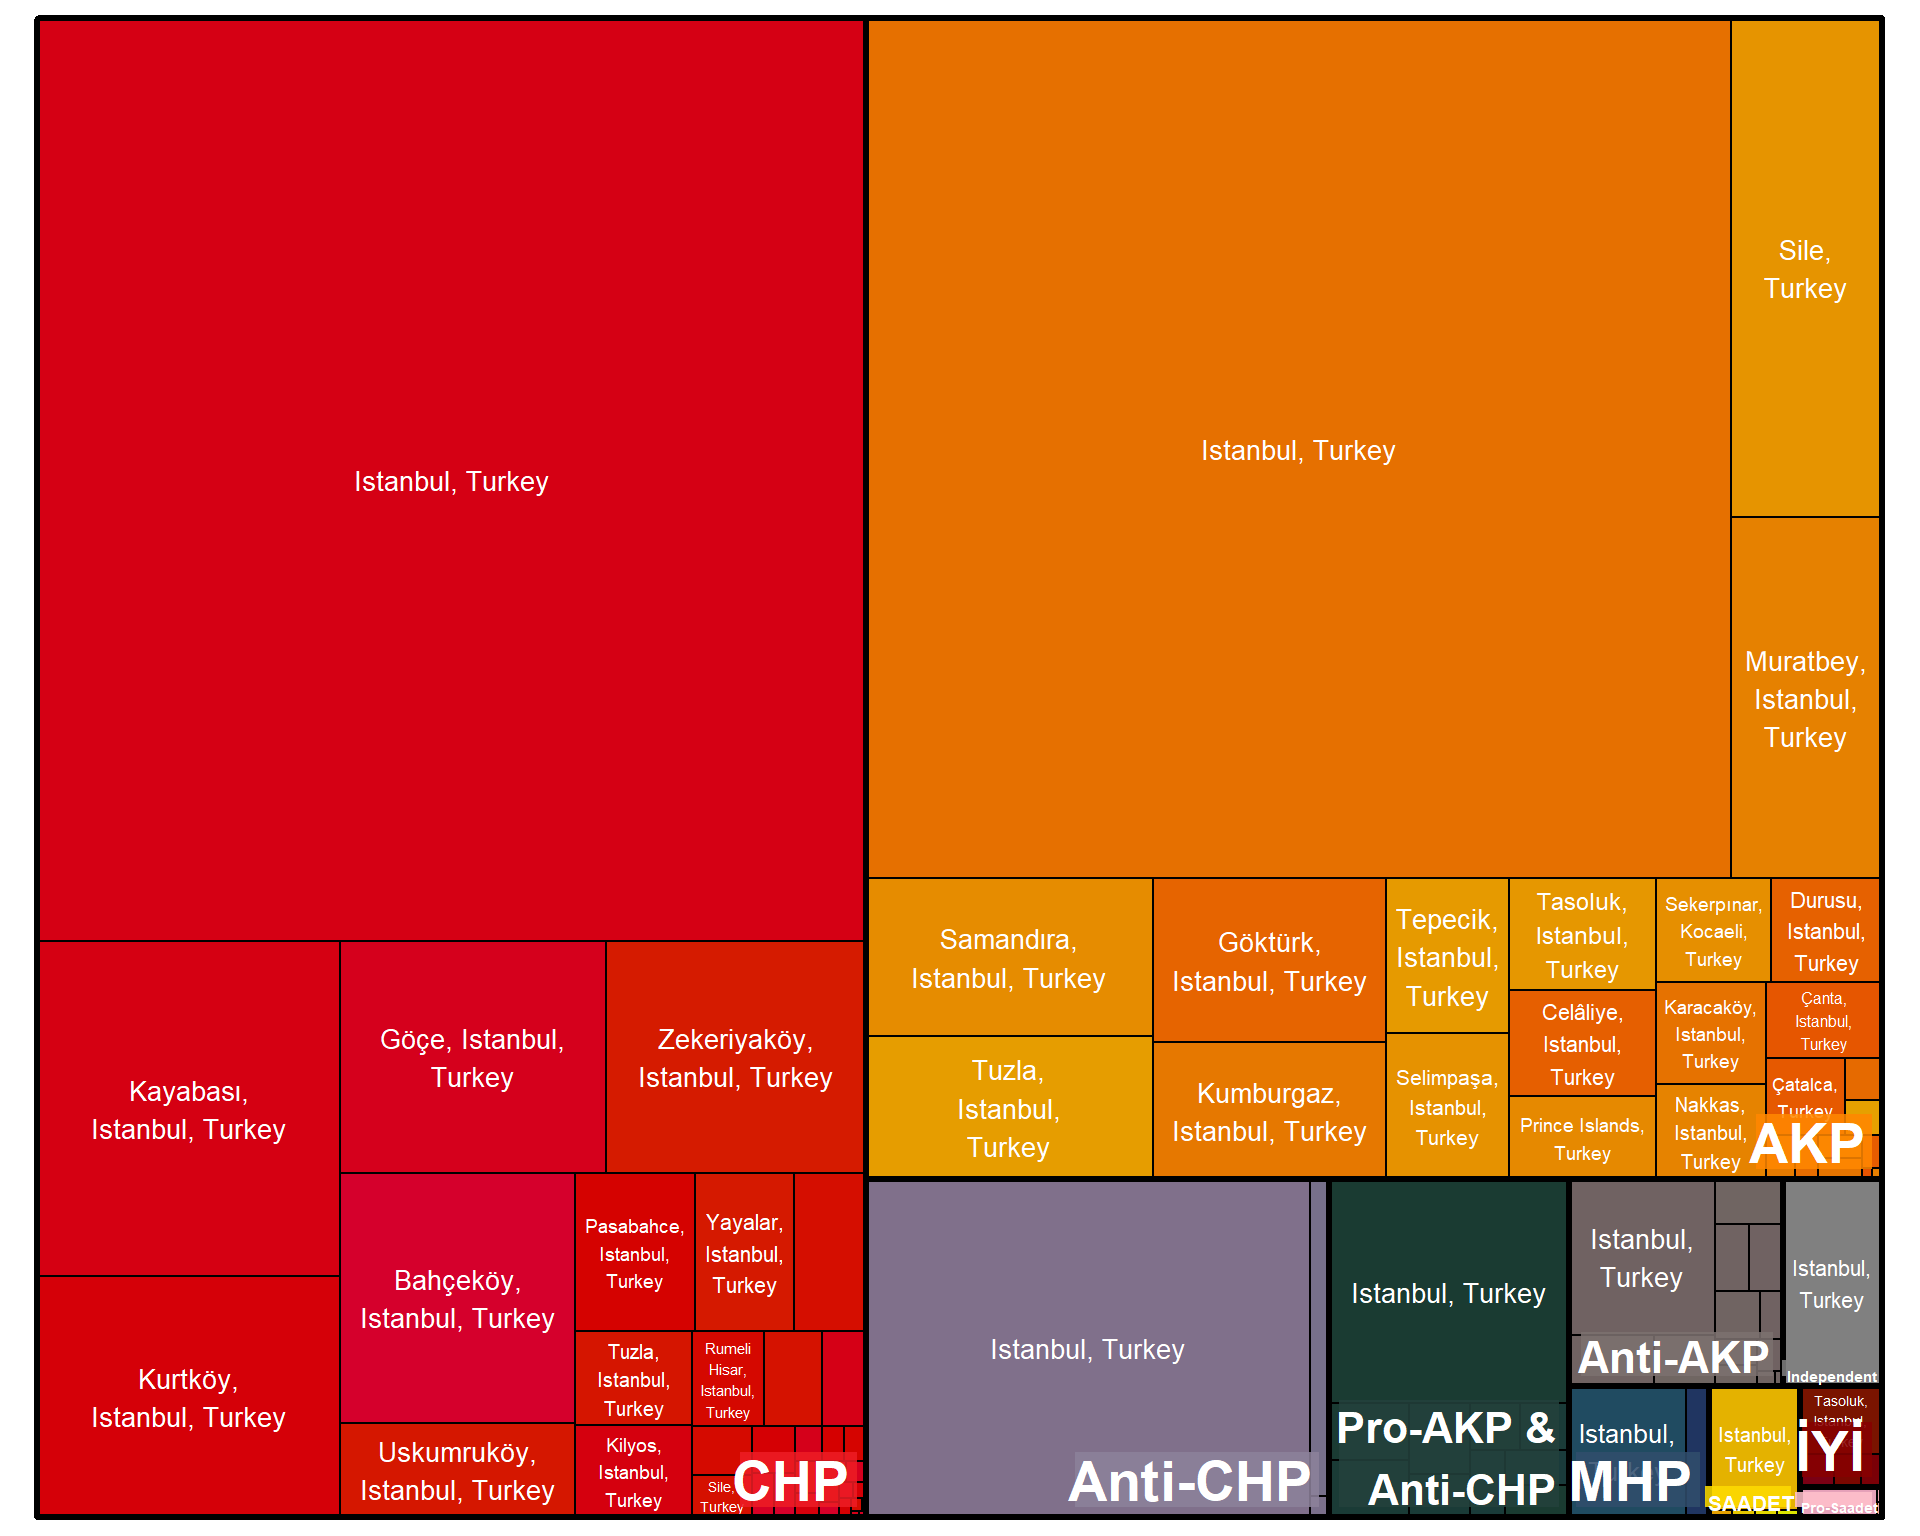 Istanbul, Turkey
Kayabası,
Istanbul, Turkey
Kurtköy,
Istanbul, Turkey
Göçe, Istanbul,
Turkey
Zekeriyaköy,
Istanbul, Turkey
Bahçeköy,
Istanbul, Turkey
Uskumruköy,
Istanbul, Turkey
Pasabahce,
Istanbul,
Turkey
Yayalar,
Istanbul,
Turkey
Tuzla,
Istanbul,
Turkey
Rumeli
Hisar,
Istanbul,
Turkey
Kilyos,
Istanbul,
Turkey
Sile,
Turkey
CHP
Istanbul, Turkey
Sile,
Turkey
Muratbey,
Istanbul,
Turkey
Samandıra,
Istanbul, Turkey
Tuzla,
Istanbul,
Turkey
Göktürk,
Istanbul, Turkey
Kumburgaz,
Istanbul, Turkey
Tepecik,
Istanbul,
Turkey
Selimpaşa,
Istanbul,
Turkey
Tasoluk,
Istanbul,
Turkey
Celâliye,
Istanbul,
Turkey
Prince Islands,
Turkey
Sekerpınar,
Kocaeli,
Turkey
Durusu,
Istanbul,
Turkey
Karacaköy,
Istanbul,
Turkey
Çanta,
Istanbul,
Turkey
Nakkas,
Istanbul,
Turkey
Çatalca,
Turkey
AKP
Istanbul, Turkey
Anti-CHP
Istanbul, Turkey
Pro-AKP &
Anti-CHP
Istanbul,
Turkey
Anti-AKP
Istanbul,
Turkey
Independent
Istanbul,
MHP
Istanbul,
Turkey
SAADET
Tasoluk,
Istanbul,
İYİ
Pro-Saadet